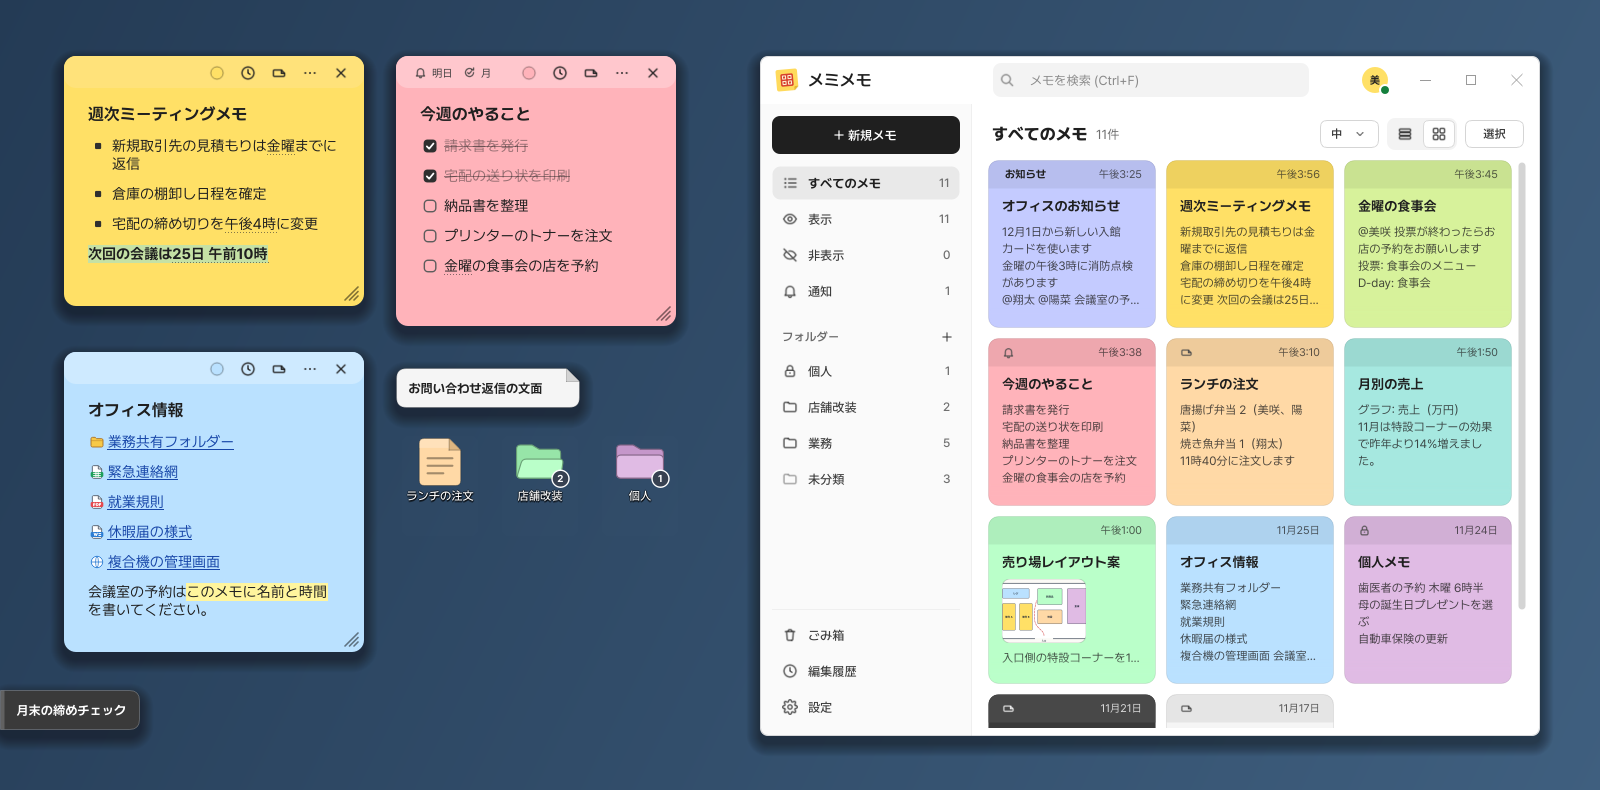 週次ミーティングメモ
新規取引先の見積もりは金曜までに
返信
倉庫の棚卸し日程を確定
宅配の締め切りを午後4時に変更
次回の会議は25日 午前10時
明日 月
今週のやること
請求書を発行
宅配の送り状を印刷
納品書を整理
プリンターのトナーを注文
金曜の食事会の店を予約
オフィス情報
業務共有フォルダー
緊急連絡網
就業規則
休暇届の様式
複合機の管理画面
会議室の予約はこのメモに名前と時間
を書いてください。
お問い合わせ返信の文面
ランチの注文
2
店舗改装
1
個人
月末の締めチェック
メミメモ
メモを検索 (Ctrl+F)
美
+ 新規メモ
すべてのメモ 11
表示 11
非表示 0
通知 1
フォルダー +
個人 1
店舗改装 2
業務 5
未分類 3
ごみ箱
編集履歴
設定
すべてのメモ 11件
中
選択
お知らせ 午後3:25
オフィスのお知らせ
12月1日から新しい入館
カードを使います
金曜の午後3時に消防点検
があります
@翔太 @陽菜 会議室の予...
午後3:56
週次ミーティングメモ
新規取引先の見積もりは金
曜までに返信
倉庫の棚卸し日程を確定
宅配の締め切りを午後4時
に変更 次回の会議は25日...
午後3:45
金曜の食事会
@美咲 投票が終わったらお
店の予約をお願いします
投票: 食事会のメニュー
D-day: 食事会
午後3:38
今週のやること
請求書を発行
宅配の送り状を印刷
納品書を整理
プリンターのトナーを注文
金曜の食事会の店を予約
午後3:10
ランチの注文
唐揚げ弁当 2（美咲、陽
菜）
焼き魚弁当 1（翔太）
11時40分に注文します
午後1:50
月別の売上
グラフ: 売上（万円）
11月は特設コーナーの効果
で昨年より14%増えまし
た。
午後1:00
売り場レイアウト案
入口側の特設コーナーを1...
11月25日
オフィス情報
業務共有フォルダー
緊急連絡網
就業規則
休暇届の様式
複合機の管理画面 会議室...
11月24日
個人メモ
歯医者の予約 木曜 6時半
母の誕生日プレゼントを選
ぶ
自動車保険の更新
11月21日
11月17日